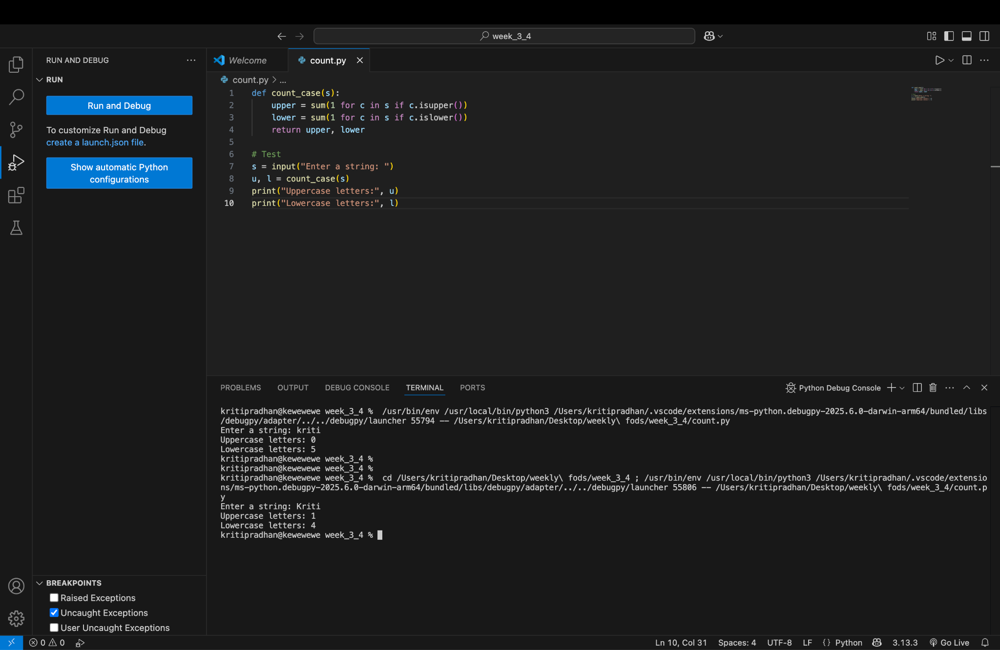 week_3_4
RUN AND DEBUG
RUN
Run and Debug
To customize Run and Debug
create a launch.json file.
Show automatic Python
configurations
Welcome
count.py
count.py > ...
1 def count_case(s):
2     upper = sum(1 for c in s if c.isupper())
3     lower = sum(1 for c in s if c.islower())
4     return upper, lower
5
6 # Test
7 s = input("Enter a string: ")
8 u, l = count_case(s)
9 print("Uppercase letters:", u)
10 print("Lowercase letters:", l)
PROBLEMS OUTPUT DEBUG CONSOLE TERMINAL PORTS
Python Debug Console
kritipradhan@kewewewe week_3_4 %  /usr/bin/env /usr/local/bin/python3 /Users/kritipradhan/.vscode/extensions/ms-python.debugpy-2025.6.0-darwin-arm64/bundled/libs
/debugpy/adapter/../../debugpy/launcher 55794 -- /Users/kritipradhan/Desktop/weekly\ fods/week_3_4/count.py
Enter a string: kriti
Uppercase letters: 0
Lowercase letters: 5
kritipradhan@kewewewe week_3_4 %
kritipradhan@kewewewe week_3_4 %
kritipradhan@kewewewe week_3_4 %  cd /Users/kritipradhan/Desktop/weekly\ fods/week_3_4 ; /usr/bin/env /usr/local/bin/python3 /Users/kritipradhan/.vscode/extensio
ns/ms-python.debugpy-2025.6.0-darwin-arm64/bundled/libs/debugpy/adapter/../../debugpy/launcher 55806 -- /Users/kritipradhan/Desktop/weekly\ fods/week_3_4/count.p
y
Enter a string: Kriti
Uppercase letters: 1
Lowercase letters: 4
kritipradhan@kewewewe week_3_4 %
BREAKPOINTS
Raised Exceptions
Uncaught Exceptions
User Uncaught Exceptions
0 0
Ln 10, Col 31 Spaces: 4 UTF-8 LF {} Python 3.13.3 Go Live